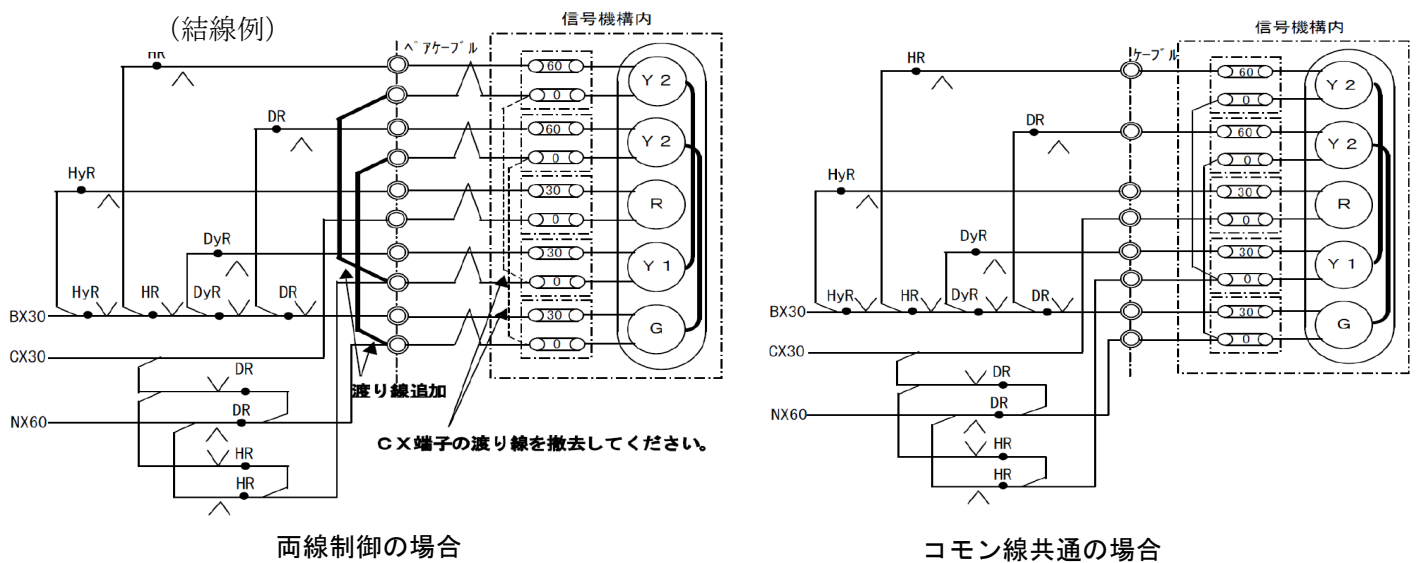 (結線例)
信号機構内
ペアケーブル
HR
60
Y2
0
DR
60
Y2
0
HyR
30
R
0
DyR
30
Y1
0
HyR
HR
DyR
DR
BX30
30
G
0
CX30
DR
渡り線追加
DR
NX60
CX端子の渡り線を撤去してください。
HR
HR
両線制御の場合
信号機構内
ケーブル
HR
60
Y2
0
DR
60
Y2
0
HyR
30
R
0
DyR
30
Y1
0
HyR
HR
DyR
DR
BX30
30
G
0
CX30
DR
DR
NX60
HR
HR
コモン線共通の場合